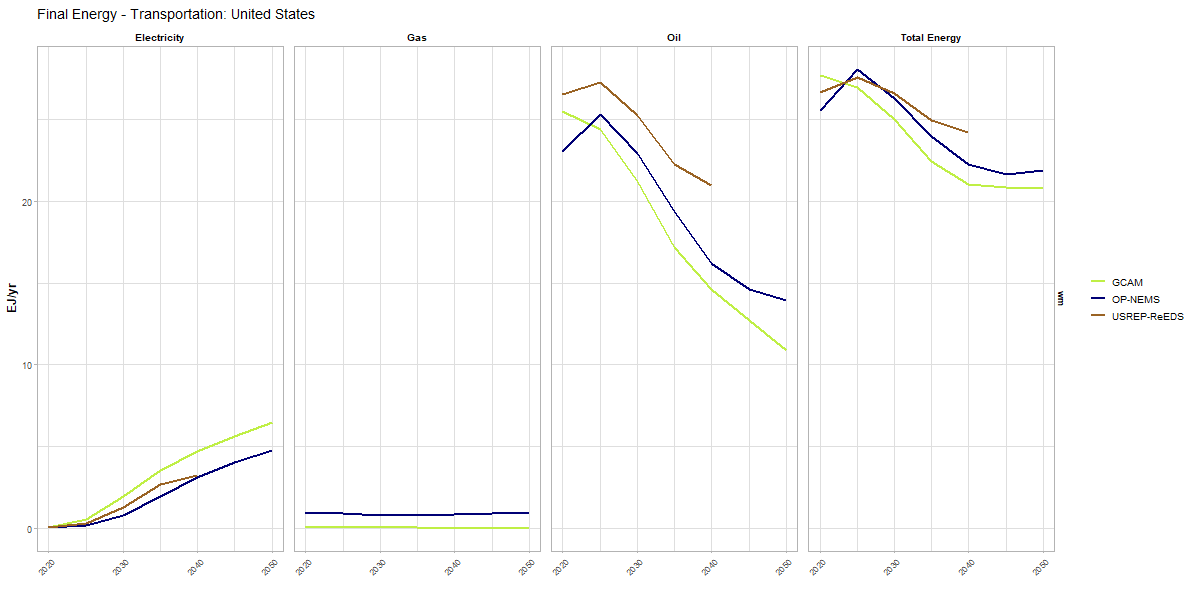 Final Energy - Transportation: United States
Electricity
Gas
Oil
Total Energy
EJ/yr
20
10
0
2020
2030
2040
2050
2020
2030
2040
2050
2020
2030
2040
2050
2020
2030
2040
2050
wm
GCAM
OP-NEMS
USREP-ReEDS